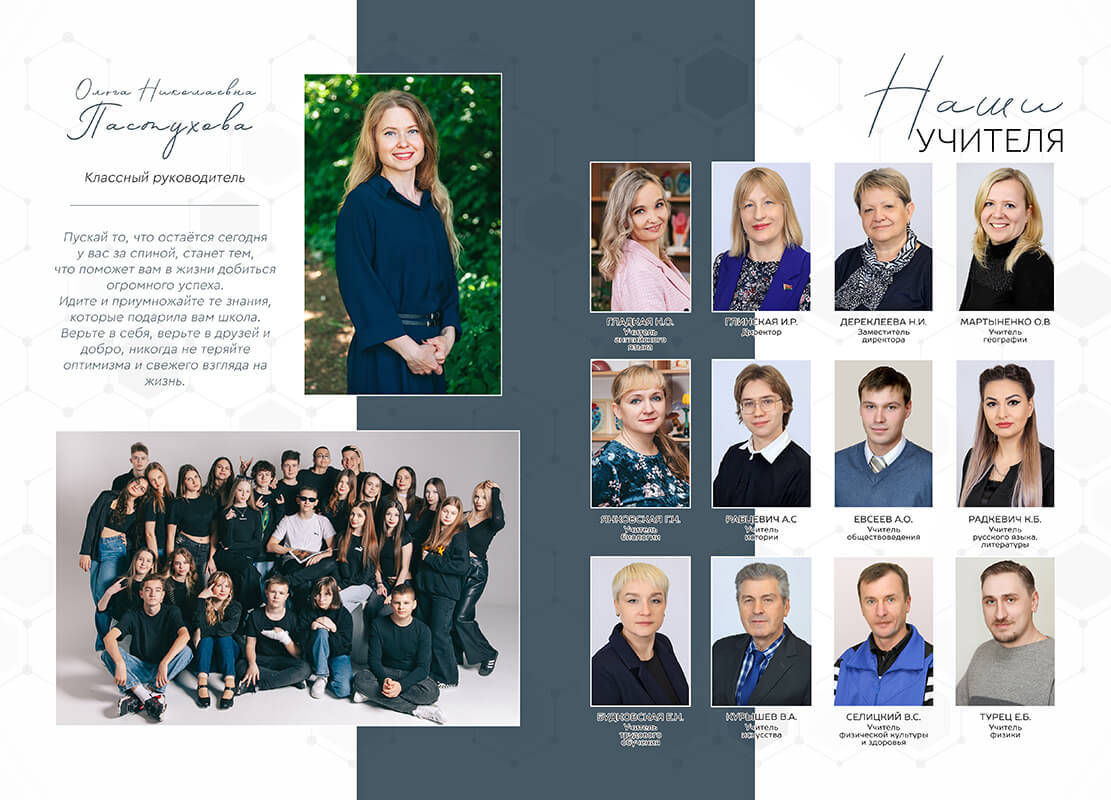 Ольга Николаевна
Пастухова
Классный руководитель
Пускай то, что остаётся сегодня
у вас за спиной, станет тем,
что поможет вам в жизни добиться
огромного успеха.
Идите и приумножайте те знания,
которые подарила вам школа.
Верьте в себя, верьте в друзей и
добро, никогда не теряйте
оптимизма и свежего взгляда на
жизнь.
Наши
УЧИТЕЛЯ
ГЛАДКАЯ Н.О.
Учитель
английского
языка
ГЛИНСКАЯ И.Р.
Директор
ДЕРЕКЛЕЕВА Н.И.
Заместитель
директора
МАРТЫНЕНКО О.В
Учитель
географии
ЯНКОВСКАЯ Г.Н.
Учитель
биологии
РАБЦЕВИЧ А.С
Учитель
истории
ЕВСЕЕВ А.О.
Учитель
обществоведения
РАДКЕВИЧ К.Б.
Учитель
русского языка,
литературы
БУДКОВСКАЯ Е.Н.
Учитель
трудового
обучения
КУРЫШЕВ В.А.
Учитель
искусства
СЕЛИЦКИЙ В.С.
Учитель
физической культуры
и здоровья
ТУРЕЦ Е.Б.
Учитель
физики